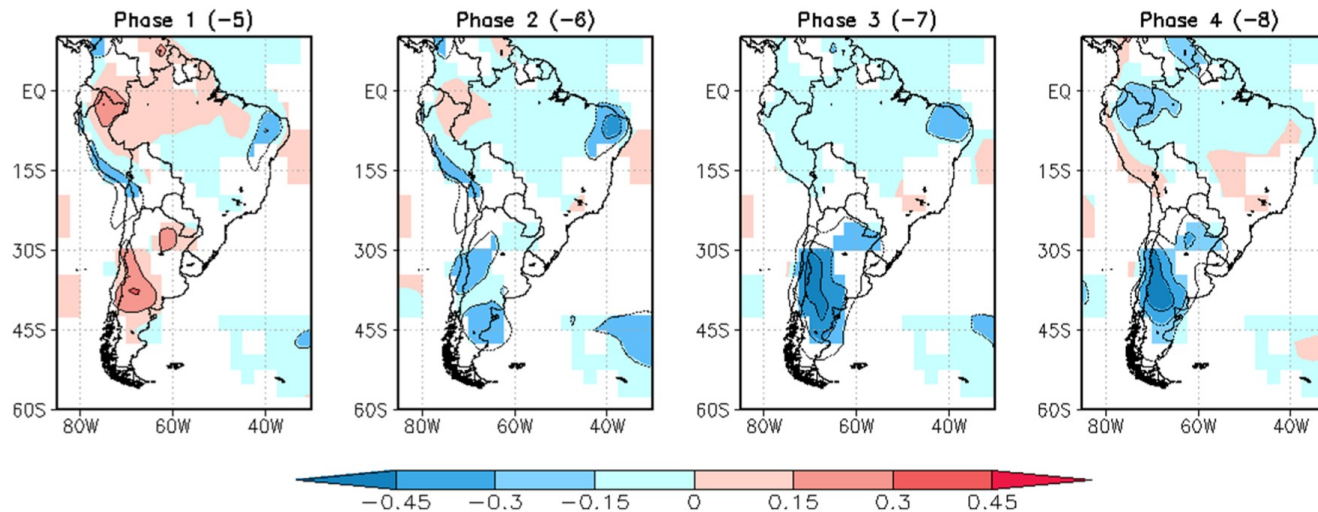 Phase 1 (−5) Phase 2 (−6) Phase 3 (−7) Phase 4 (−8)
EQ EQ EQ EQ
15S 15S 15S 15S
30S 30S 30S 30S
45S 45S 45S 45S
60S 60S 60S 60S
80W 60W 40W 80W 60W 40W 80W 60W 40W 80W 60W 40W
−0.45 −0.3 −0.15 0 0.15 0.3 0.45